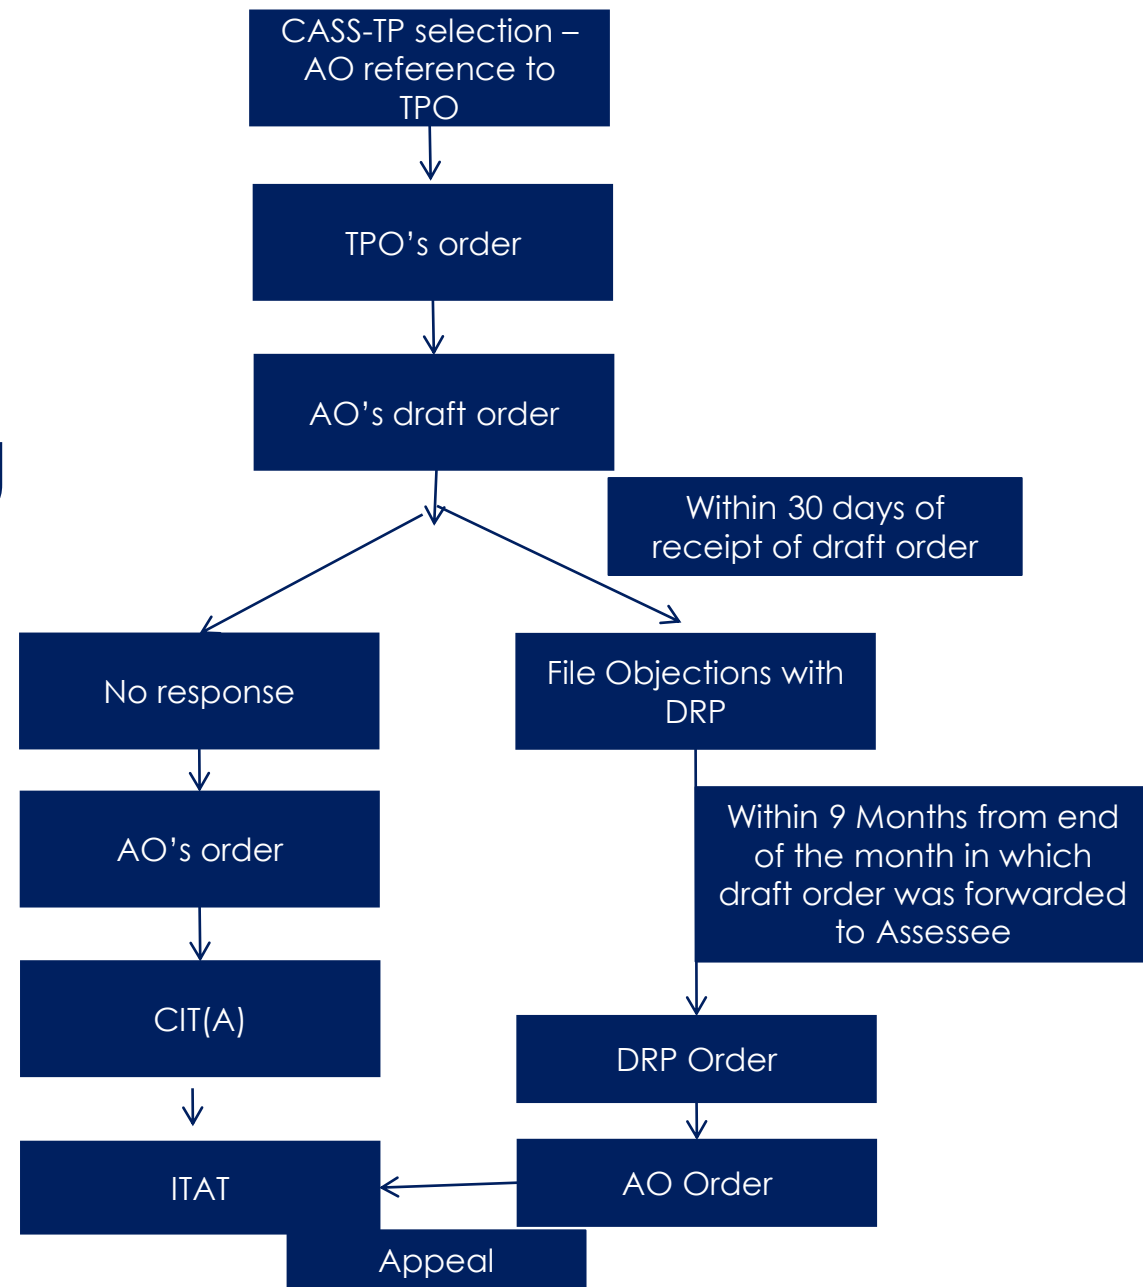 CASS-TP selection –
AO reference to
TPO
TPO’s order
AO’s draft order
Within 30 days of
receipt of draft order
No response
File Objections with
DRP
AO’s order
Within 9 Months from end
of the month in which
draft order was forwarded
to Assessee
CIT(A)
DRP Order
ITAT
AO Order
Appeal